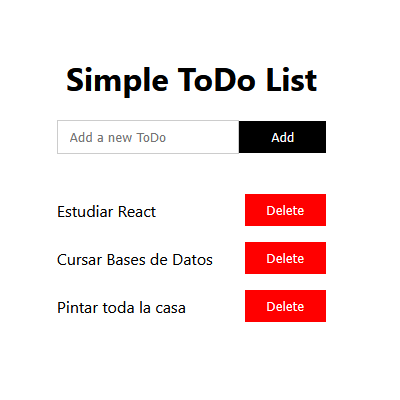 Simple ToDo List
Add a new ToDo Add
Estudiar React Delete
Cursar Bases de Datos Delete
Pintar toda la casa Delete